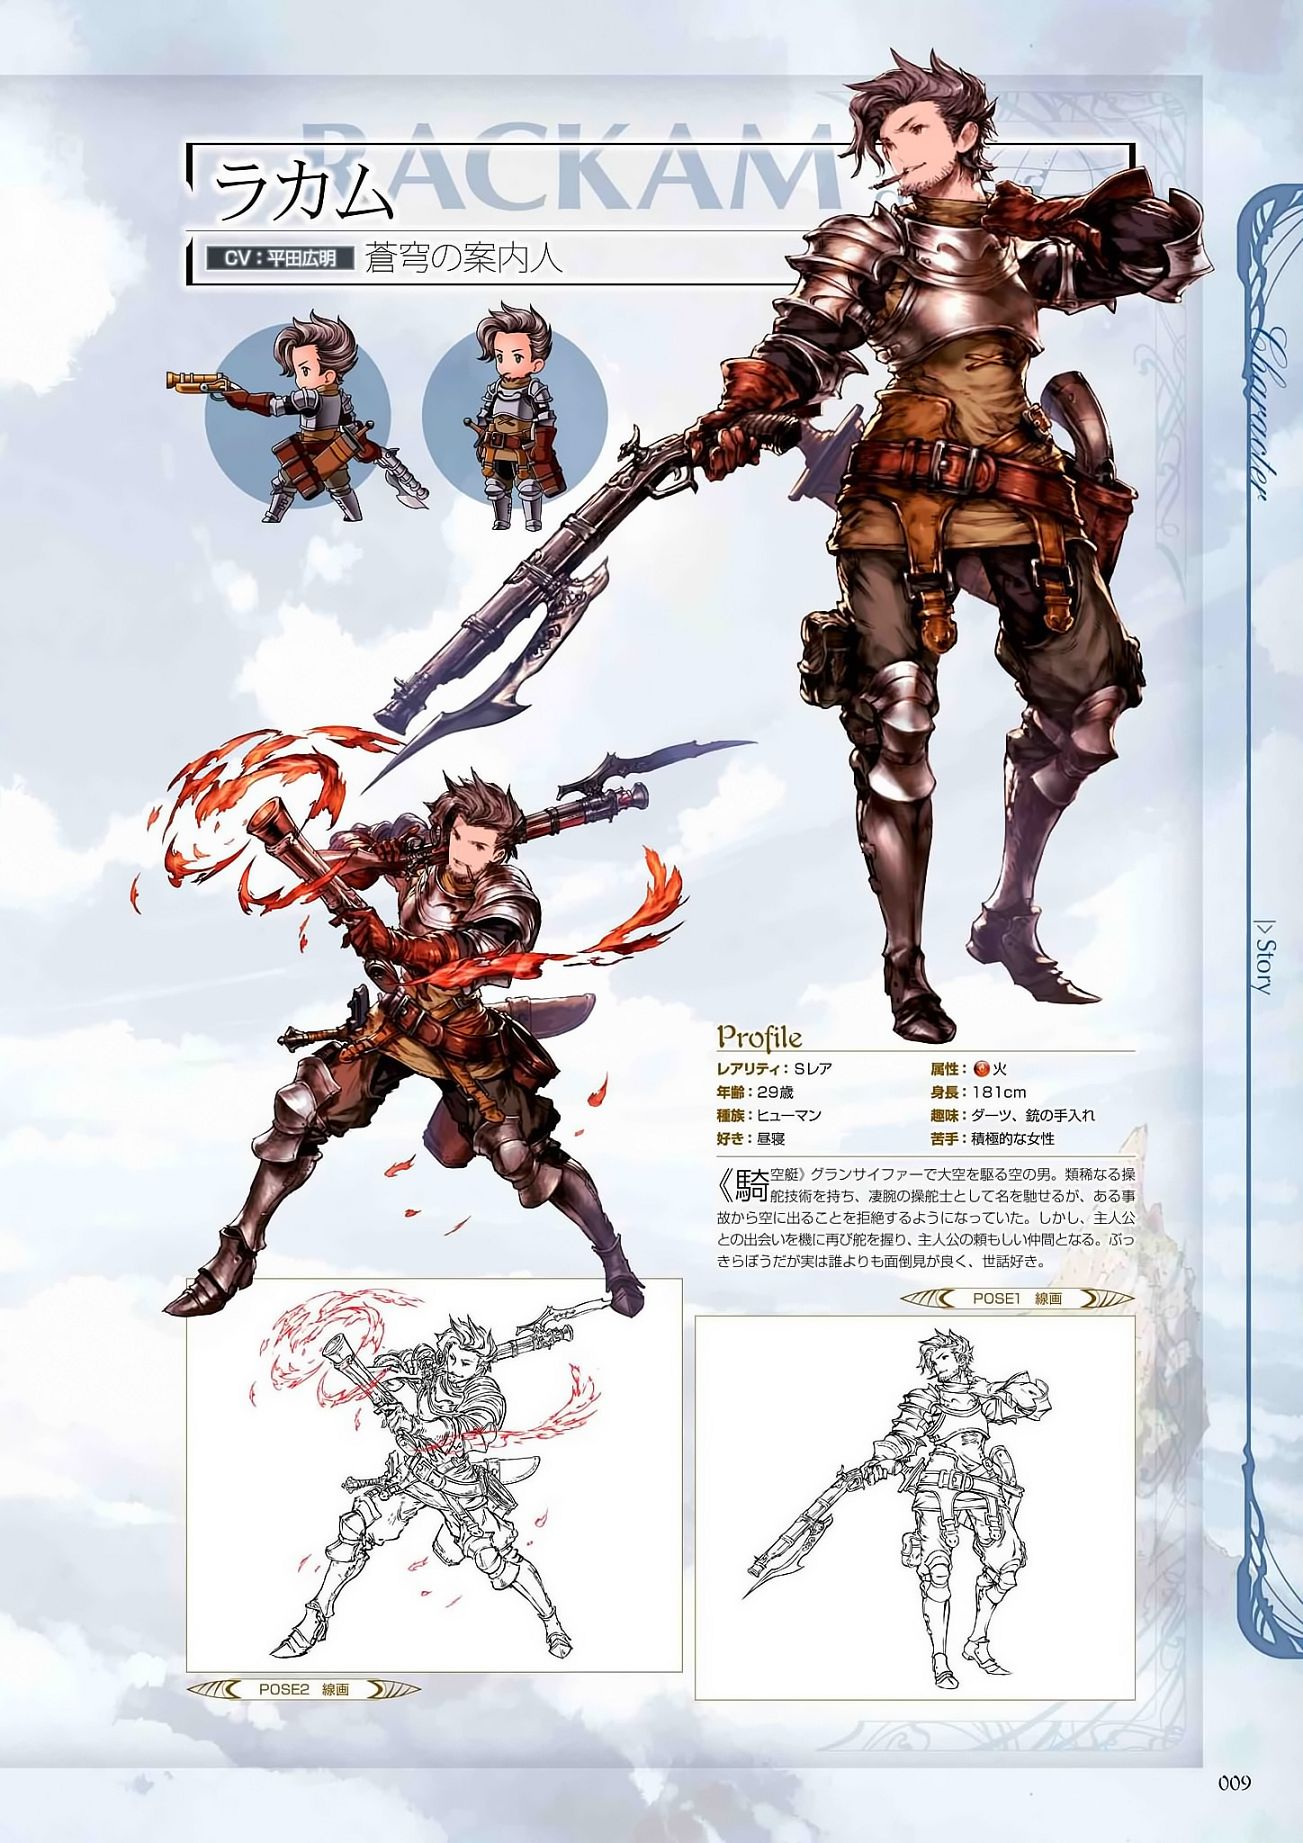 RACKAM
ラカム
CV：平田広明 蒼穹の案内人
Character
Story
Profile
レアリティ：Sレア 属性：火
年齢：29歳 身長：181cm
種族：ヒューマン 趣味：ダーツ、銃の手入れ
好き：昼寝 苦手：積極的な女性
《騎空艇》グランサイファーで大空を駆る空の男。類稀なる操
舵技術を持ち、凄腕の操舵士として名を馳せるが、ある事
故から空に出ることを拒絶するようになっていた。しかし、主人公
との出会いを機に再び舵を握り、主人公の頼もしい仲間となる。ぶっ
きらぼうだが実は誰よりも面倒見が良く、世話好き。
POSE1 線画
POSE2 線画
009